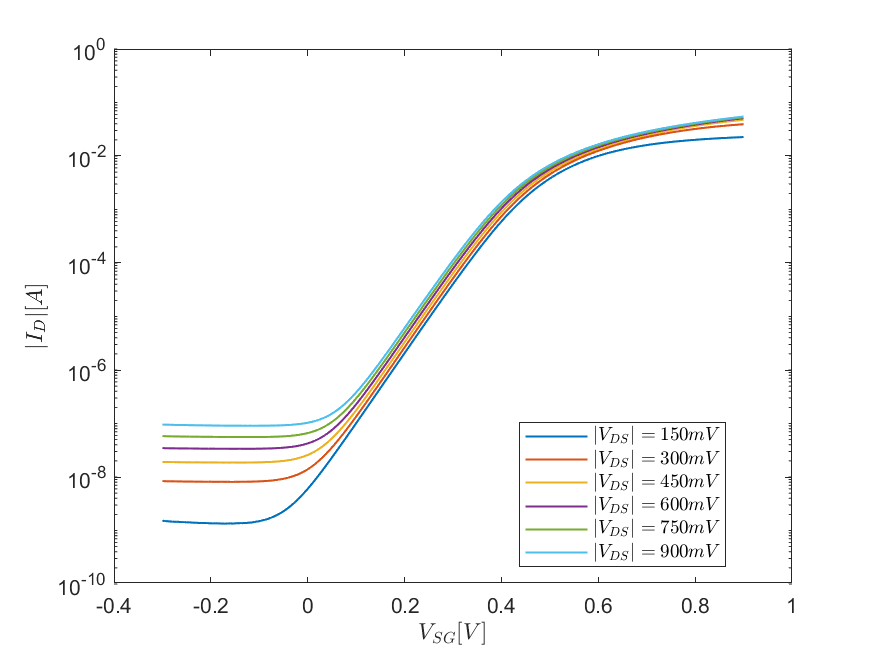 10^0
10^-2
10^-4
10^-6
10^-8
10^-10
|I_D|[A]
-0.4 -0.2 0 0.2 0.4 0.6 0.8 1
V_SG[V]
|V_DS| = 150mV
|V_DS| = 300mV
|V_DS| = 450mV
|V_DS| = 600mV
|V_DS| = 750mV
|V_DS| = 900mV